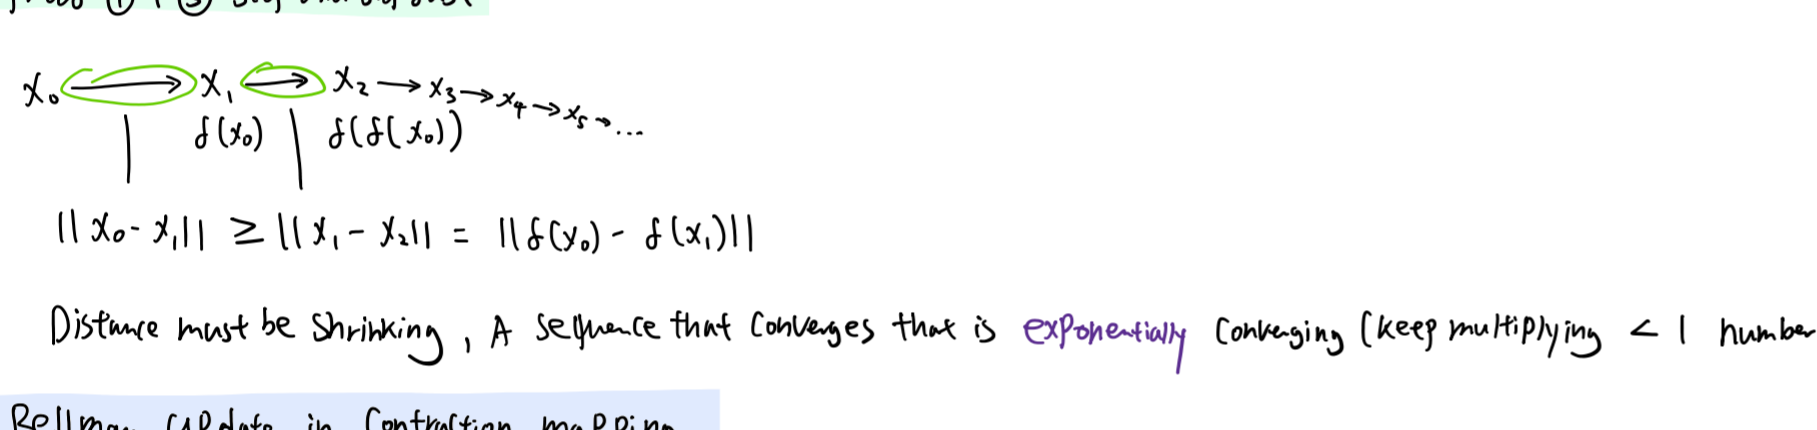 x₀ → x₁ → x₂ → x₃ → x₄ → x₅ → ...
f(x₀) f(f(x₀))
||x₀ - x₁|| ≥ ||x₁ - x₂|| = ||f(x₀) - f(x₁)||
Distance must be shrinking, A sequence that converges that is exponentially converging (keep multiplying < 1 number
Bellman update in Contraction mapping